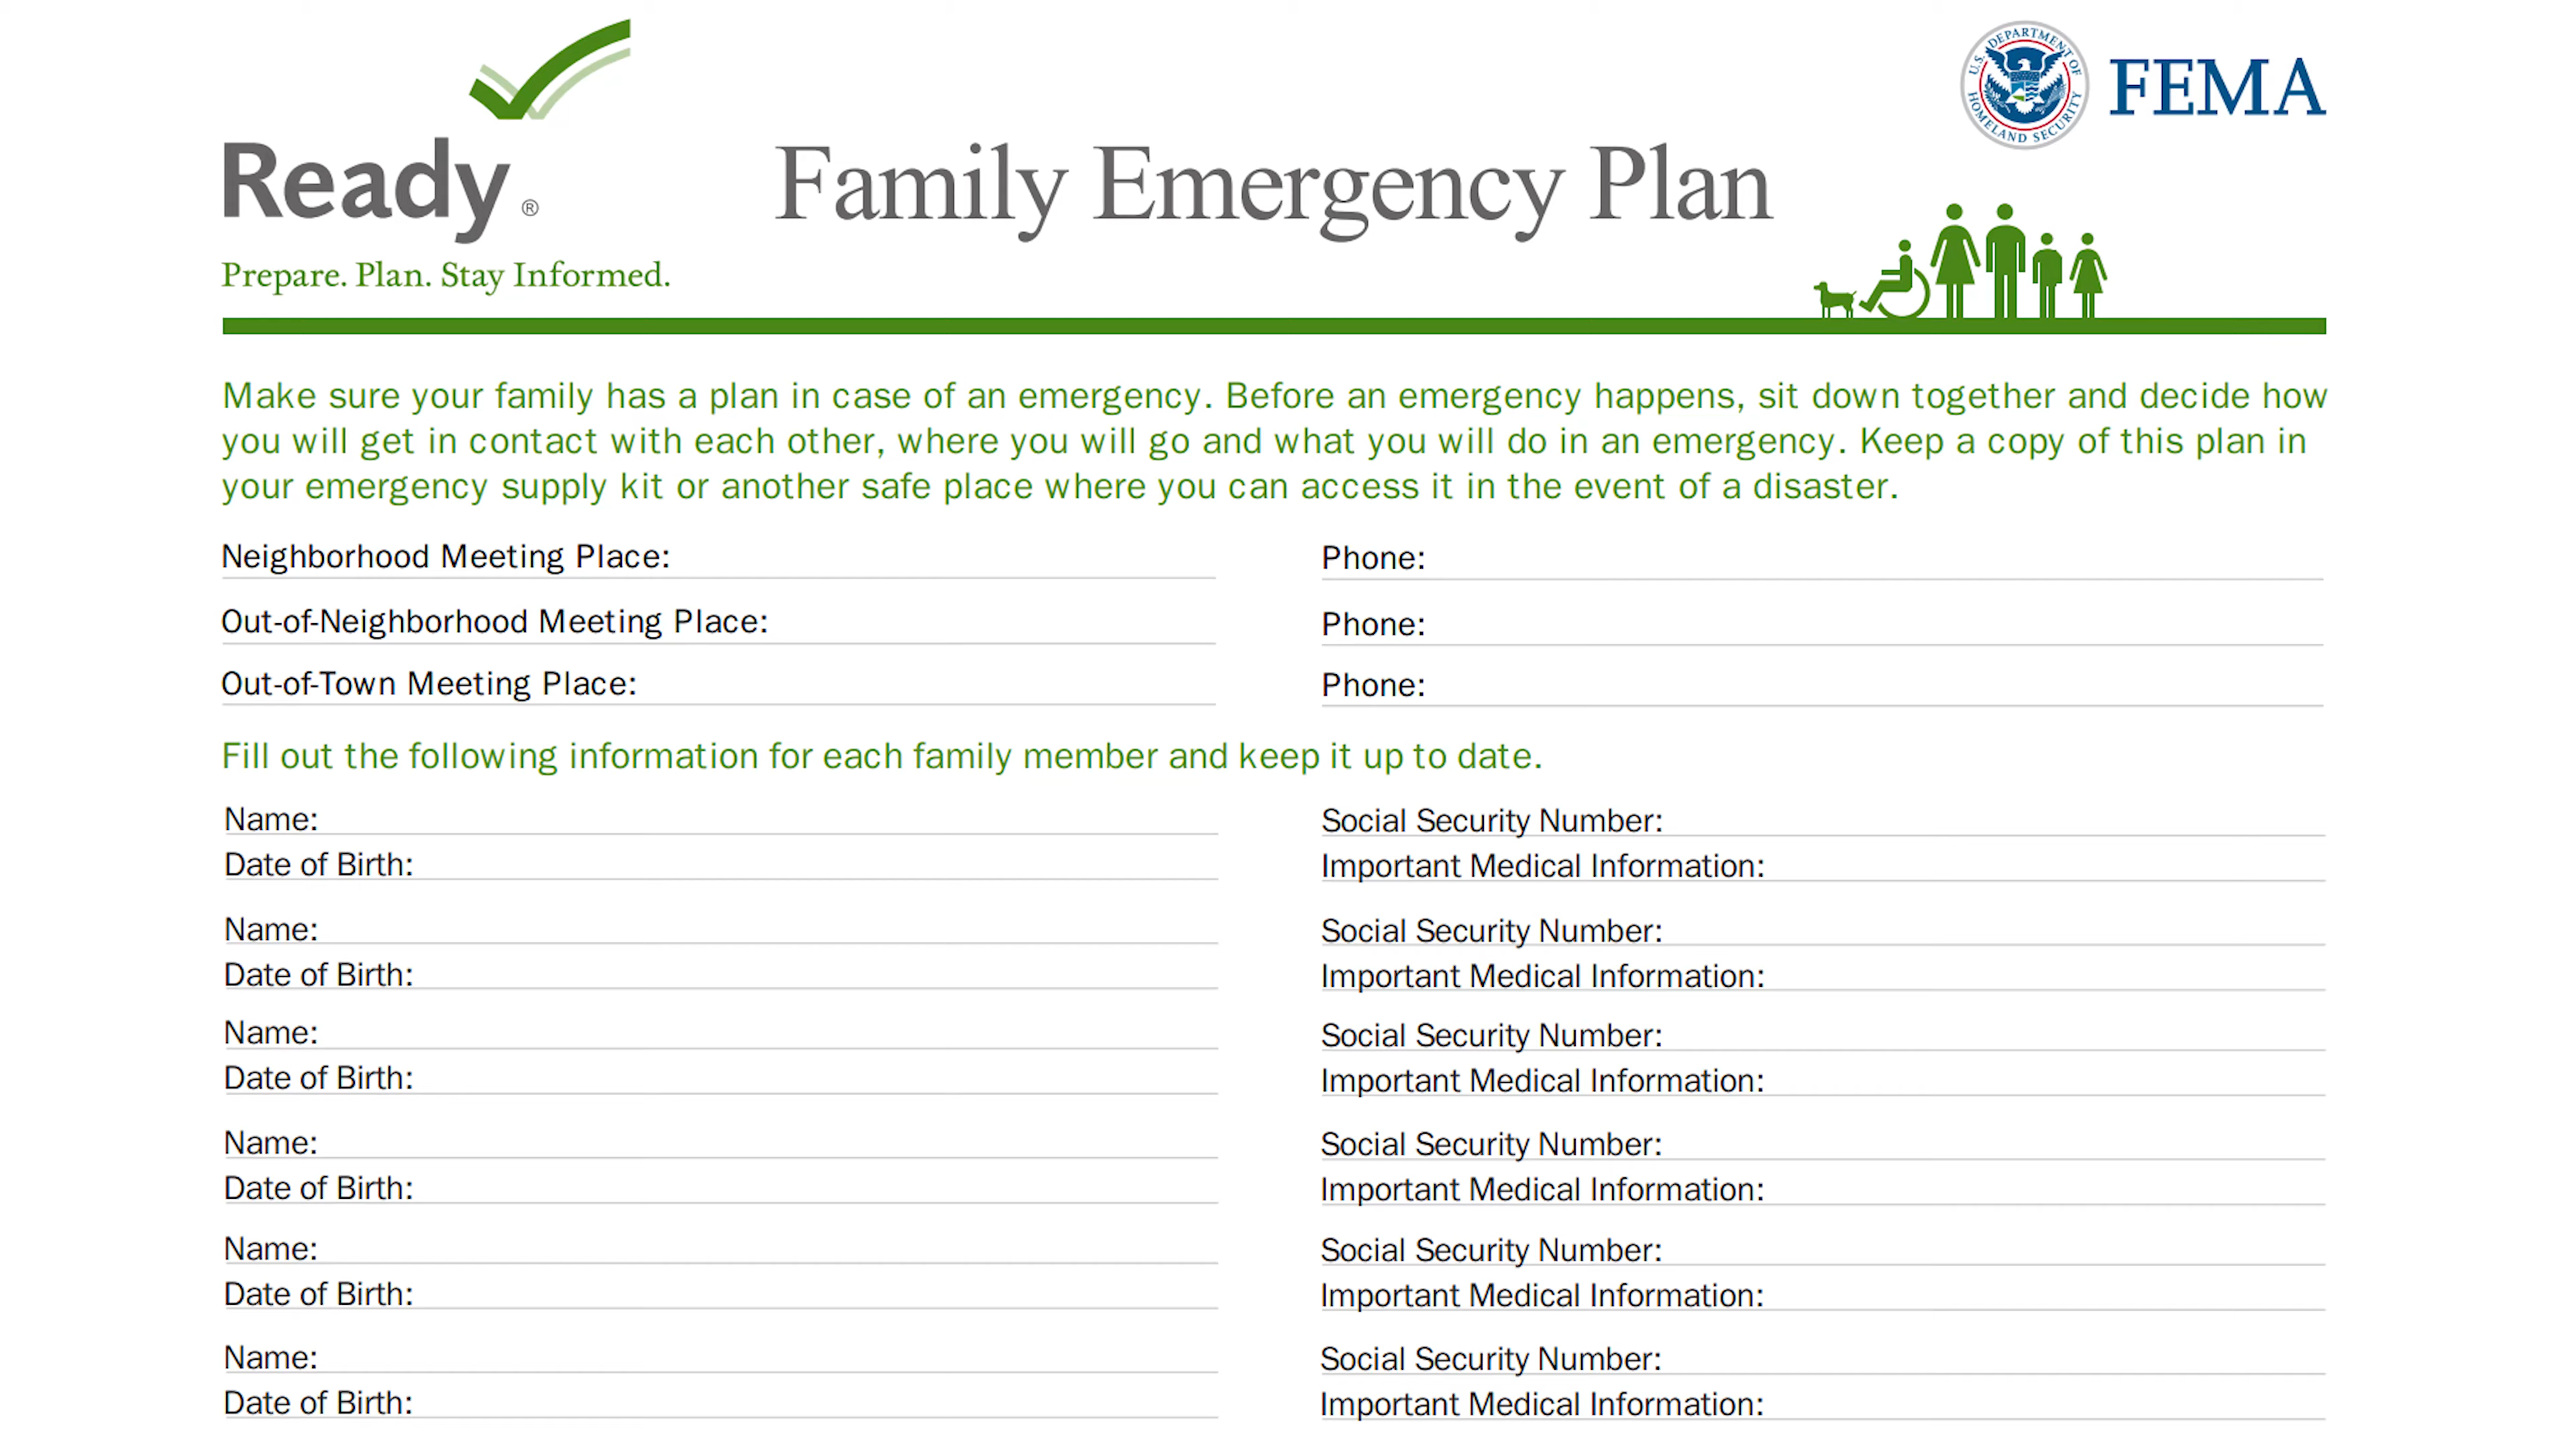 U.S. DEPARTMENT OF HOMELAND SECURITY
FEMA
Ready®
Family Emergency Plan
Prepare. Plan. Stay Informed.
Make sure your family has a plan in case of an emergency. Before an emergency happens, sit down together and decide how
you will get in contact with each other, where you will go and what you will do in an emergency. Keep a copy of this plan in
your emergency supply kit or another safe place where you can access it in the event of a disaster.
Neighborhood Meeting Place: Phone:
Out-of-Neighborhood Meeting Place: Phone:
Out-of-Town Meeting Place: Phone:
Fill out the following information for each family member and keep it up to date.
Name: Social Security Number:
Date of Birth: Important Medical Information:
Name: Social Security Number:
Date of Birth: Important Medical Information:
Name: Social Security Number:
Date of Birth: Important Medical Information:
Name: Social Security Number:
Date of Birth: Important Medical Information:
Name: Social Security Number:
Date of Birth: Important Medical Information:
Name: Social Security Number:
Date of Birth: Important Medical Information: